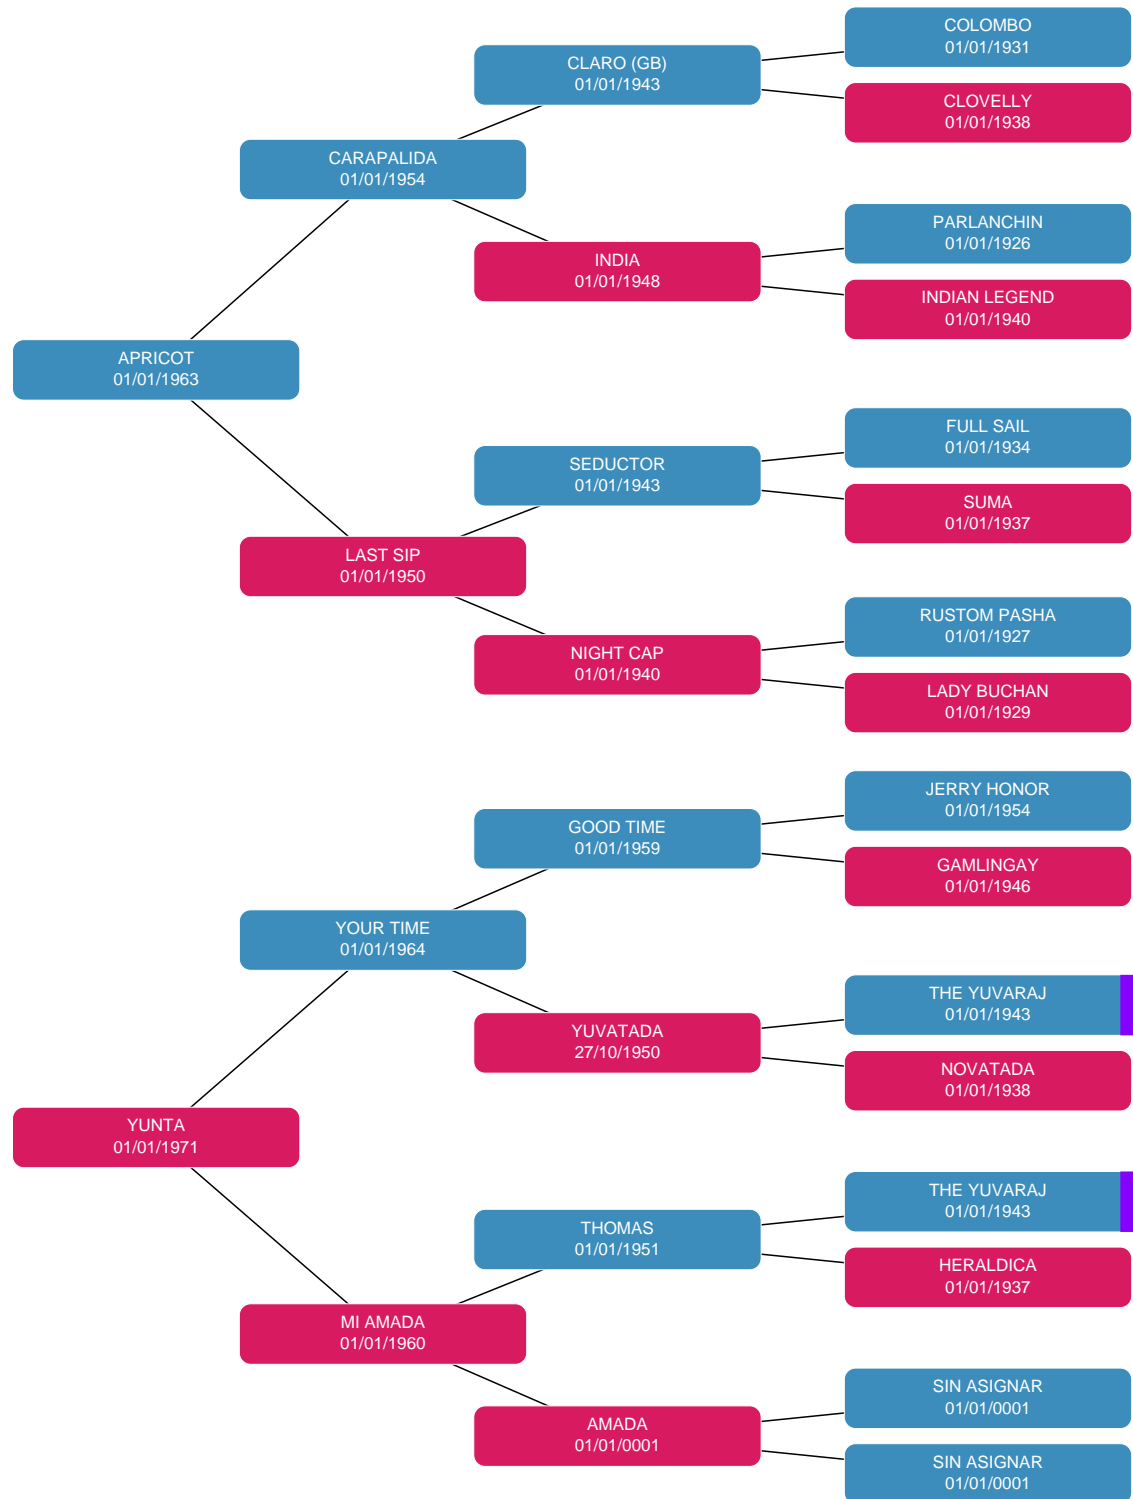 COLOMBO
01/01/1931
CLARO (GB)
01/01/1943
CLOVELLY
01/01/1938
CARAPALIDA
01/01/1954
PARLANCHIN
01/01/1926
INDIA
01/01/1948
INDIAN LEGEND
01/01/1940
APRICOT
01/01/1963
FULL SAIL
01/01/1934
SEDUCTOR
01/01/1943
SUMA
01/01/1937
LAST SIP
01/01/1950
RUSTOM PASHA
01/01/1927
NIGHT CAP
01/01/1940
LADY BUCHAN
01/01/1929
JERRY HONOR
01/01/1954
GOOD TIME
01/01/1959
GAMLINGAY
01/01/1946
YOUR TIME
01/01/1964
THE YUVARAJ
01/01/1943
YUVATADA
27/10/1950
NOVATADA
01/01/1938
YUNTA
01/01/1971
THE YUVARAJ
01/01/1943
THOMAS
01/01/1951
HERALDICA
01/01/1937
MI AMADA
01/01/1960
SIN ASIGNAR
01/01/0001
AMADA
01/01/0001
SIN ASIGNAR
01/01/0001